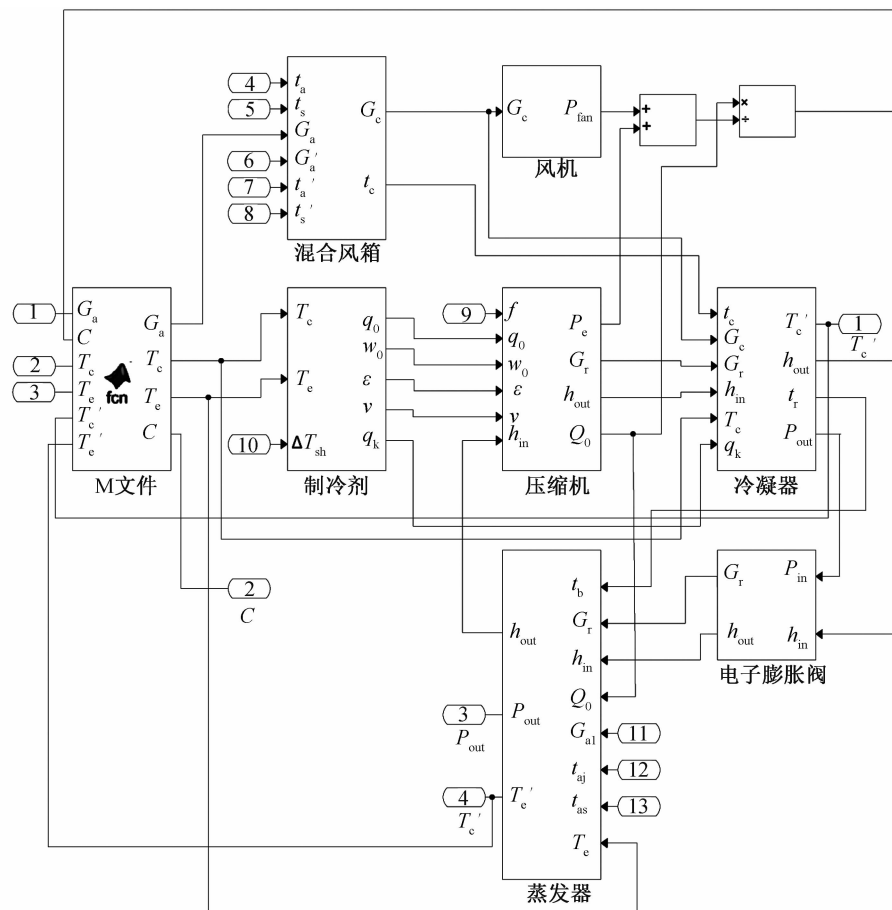 4 t_a
5 t_s
G_a
6 G_a'
7 t_a'
8 t_s'
G_c
t_c
混合风箱
G_c P_fan
风机
+
+
×
÷
1 G_a
C
2 T_c
3 T_e
T_c'
T_e'
G_a
T_c
T_e
C
fcn
M文件
T_c
T_e
10 ΔT_sh
q_0
w_0
ε
v
q_k
制冷剂
9 f
q_0
w_0
ε
v
h_in
P_e
G_r
h_out
Q_0
压缩机
t_c
G_c
G_r
h_in
T_c
q_k
T_c'
h_out
t_r
P_out
冷凝器
1
T_c'
2
C
h_out
3 P_out
P_out
4 T_e'
T_c'
t_b
G_r
h_in
Q_0
G_a1 11
t_aj 12
t_as 13
T_e
蒸发器
G_r P_in
h_out h_in
电子膨胀阀